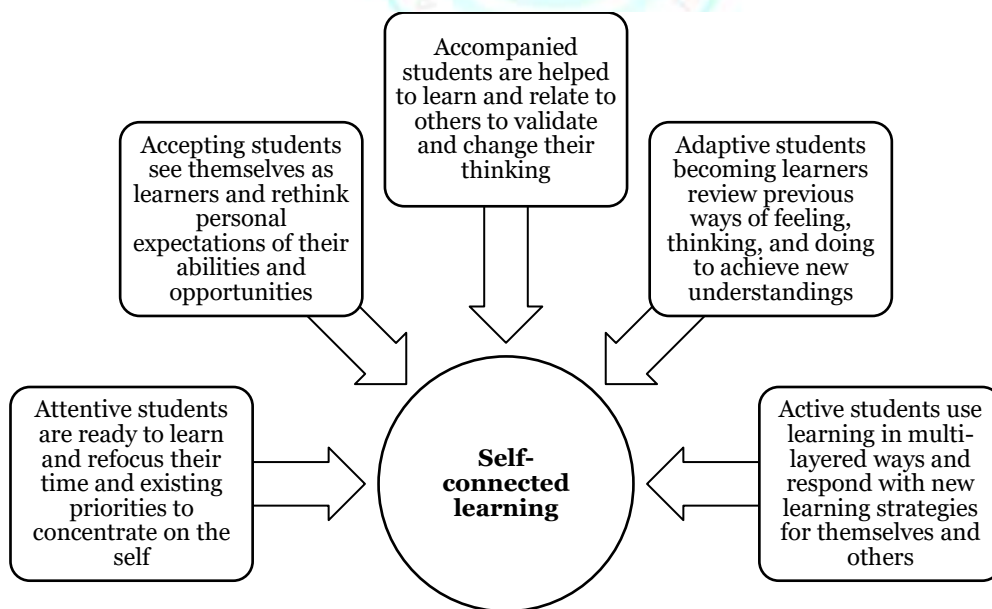 Accompanied
students are helped
to learn and relate to
others to validate
and change their
thinking
Accepting students
see themselves as
learners and rethink
personal
expectations of their
abilities and
opportunities
Adaptive students
becoming learners
review previous
ways of feeling,
thinking, and doing
to achieve new
understandings
Attentive students
are ready to learn
and refocus their
time and existing
priorities to
concentrate on the
self
Self-
connected
learning
Active students use
learning in multi-
layered ways and
respond with new
learning strategies
for themselves and
others